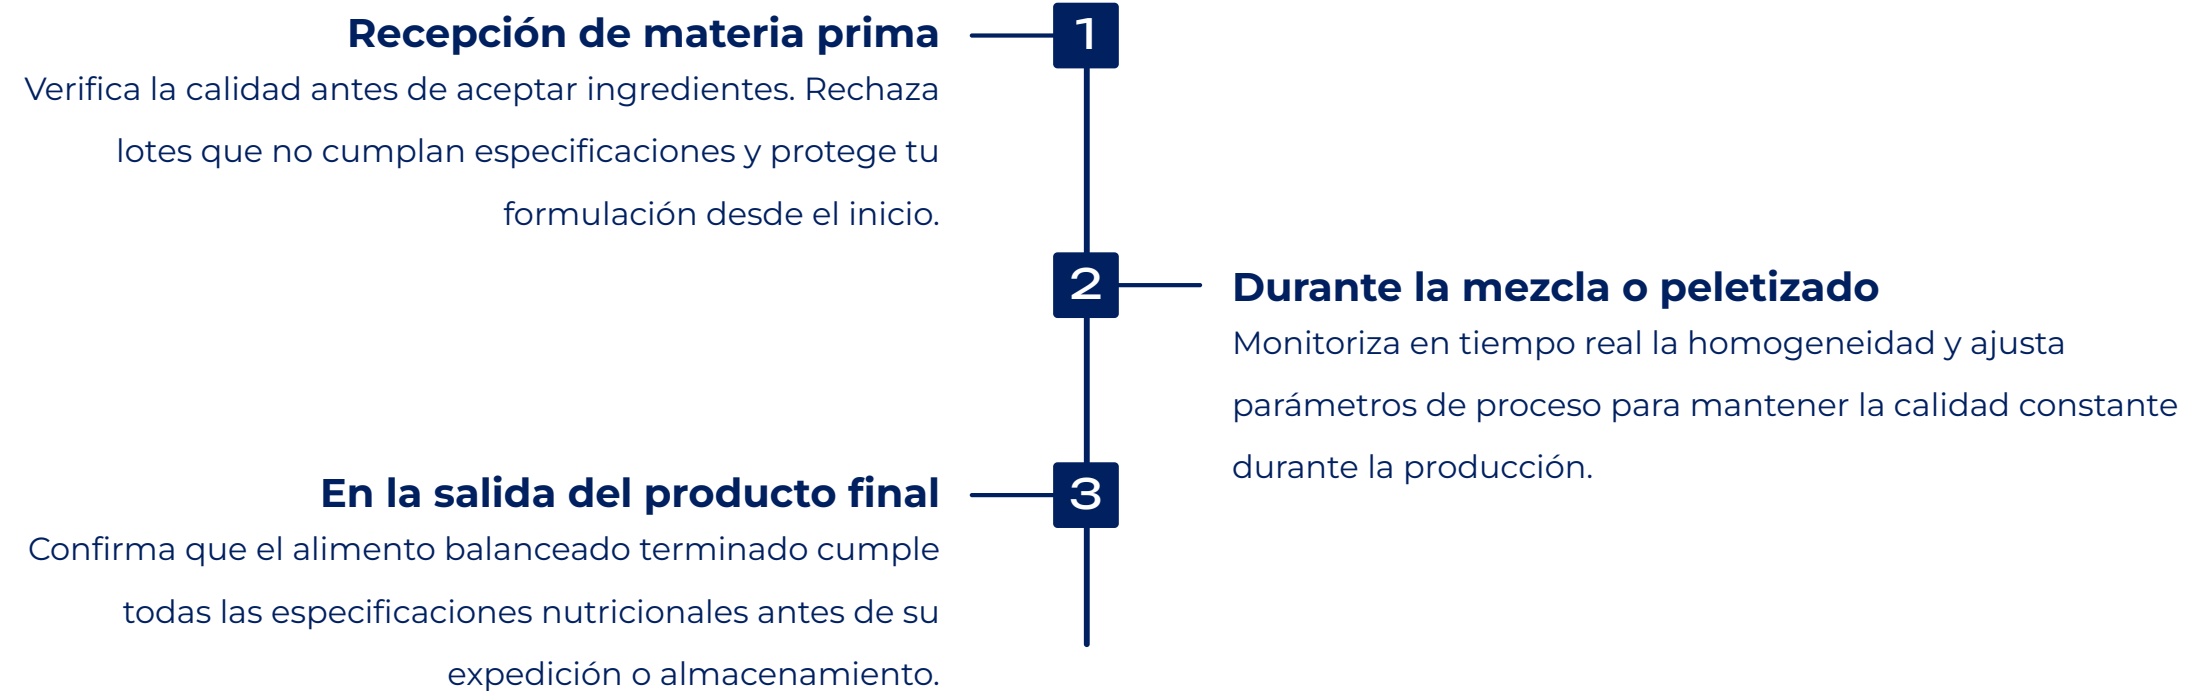 Recepción de materia prima
1
Verifica la calidad antes de aceptar ingredientes. Rechaza
lotes que no cumplan especificaciones y protege tu
formulación desde el inicio.
2
Durante la mezcla o peletizado
Monitoriza en tiempo real la homogeneidad y ajusta
parámetros de proceso para mantener la calidad constante
durante la producción.
En la salida del producto final
3
Confirma que el alimento balanceado terminado cumple
todas las especificaciones nutricionales antes de su
expedición o almacenamiento.